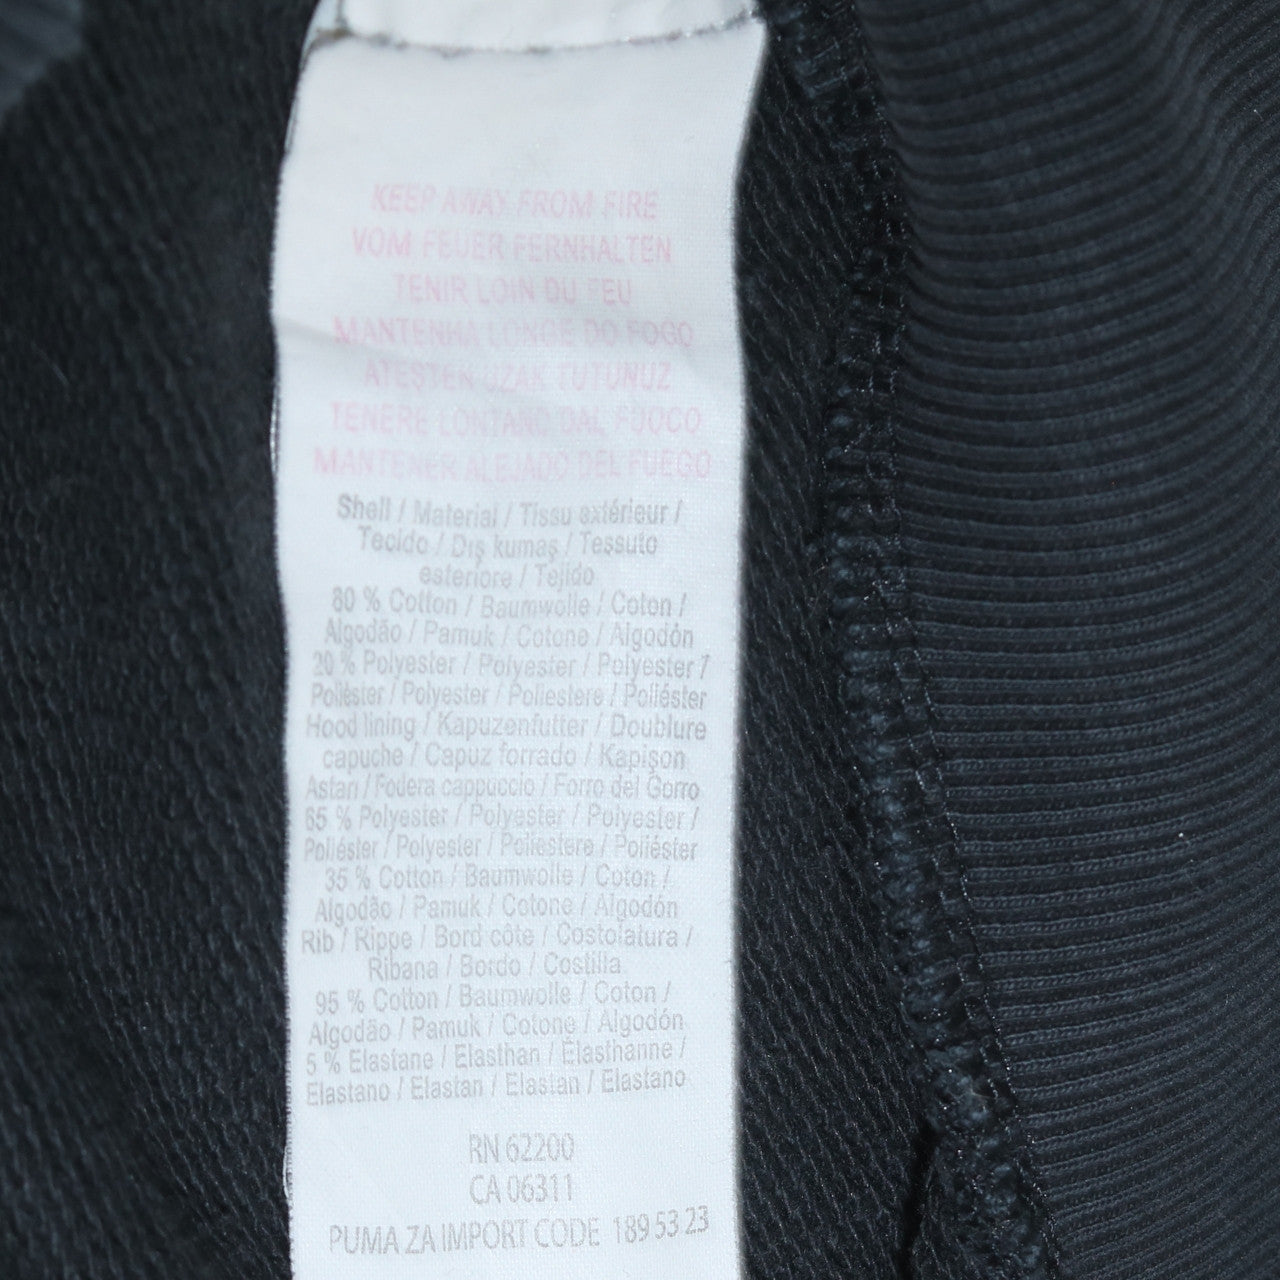 KEEP AWAY FROM FIRE
VOM FEUER FERNHALTEN
TENIR LOIN DU FEU
MANTENHA LONGE DO FOGO
ATEŞTEN UZAK TUTUNUZ
TENERE LONTANO DAL FUOCO
MANTENER ALEJADO DEL FUEGO
Shell / Material / Tissu extérieur /
Tecido / Dış kumaş / Tessuto
esteriore / Tejido
80 % Cotton / Baumwolle / Coton /
Algodão / Pamuk / Cotone / Algodón
20 % Polyester / Polyester / Polyester /
Poliéster / Polyester / Poliestere / Poliéster
Hood lining / Kapuzenfutter / Doublure
capuche / Capuz forrado / Kapişon
Astarı / Fodera cappuccio / Forro del Gorro
65 % Polyester / Polyester / Polyester /
Poliéster / Polyester / Poliestere / Poliéster
35 % Cotton / Baumwolle / Coton /
Algodão / Pamuk / Cotone / Algodón
Rib / Rippe / Bord côte / Costolatura /
Ribana / Bordo / Costilla
95 % Cotton / Baumwolle / Coton /
Algodão / Pamuk / Cotone / Algodón
5 % Elastane / Elasthan / Élasthanne /
Elastano / Elastan / Elastan / Elastano
RN 62200
CA 06311
PUMA ZA IMPORT CODE 189 53 23